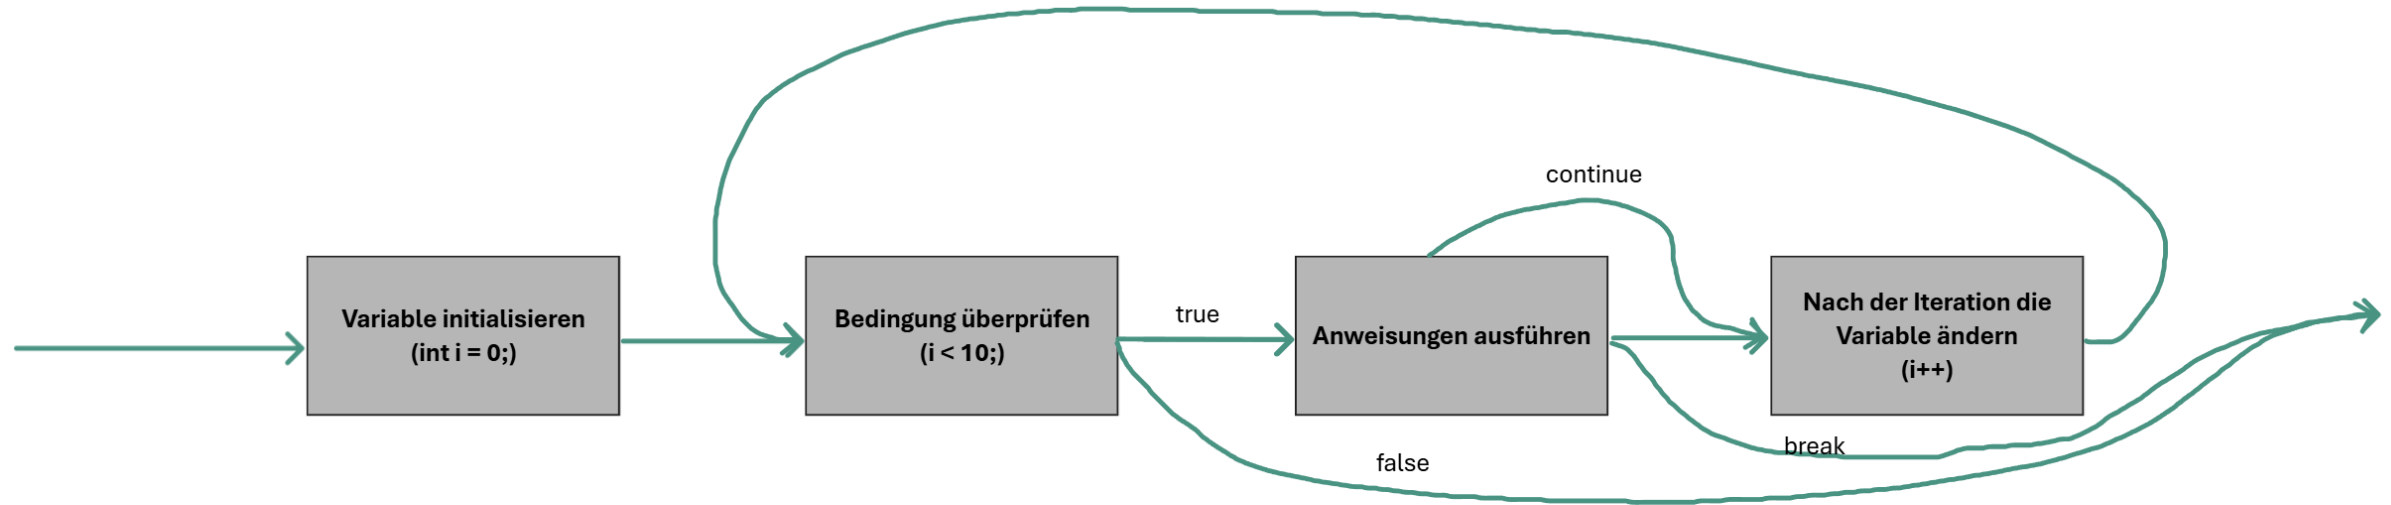 continue
Variable initialisieren
(int i = 0;)
Bedingung überprüfen
(i < 10;)
true
Anweisungen ausführen
Nach der Iteration die
Variable ändern
(i++)
false
break